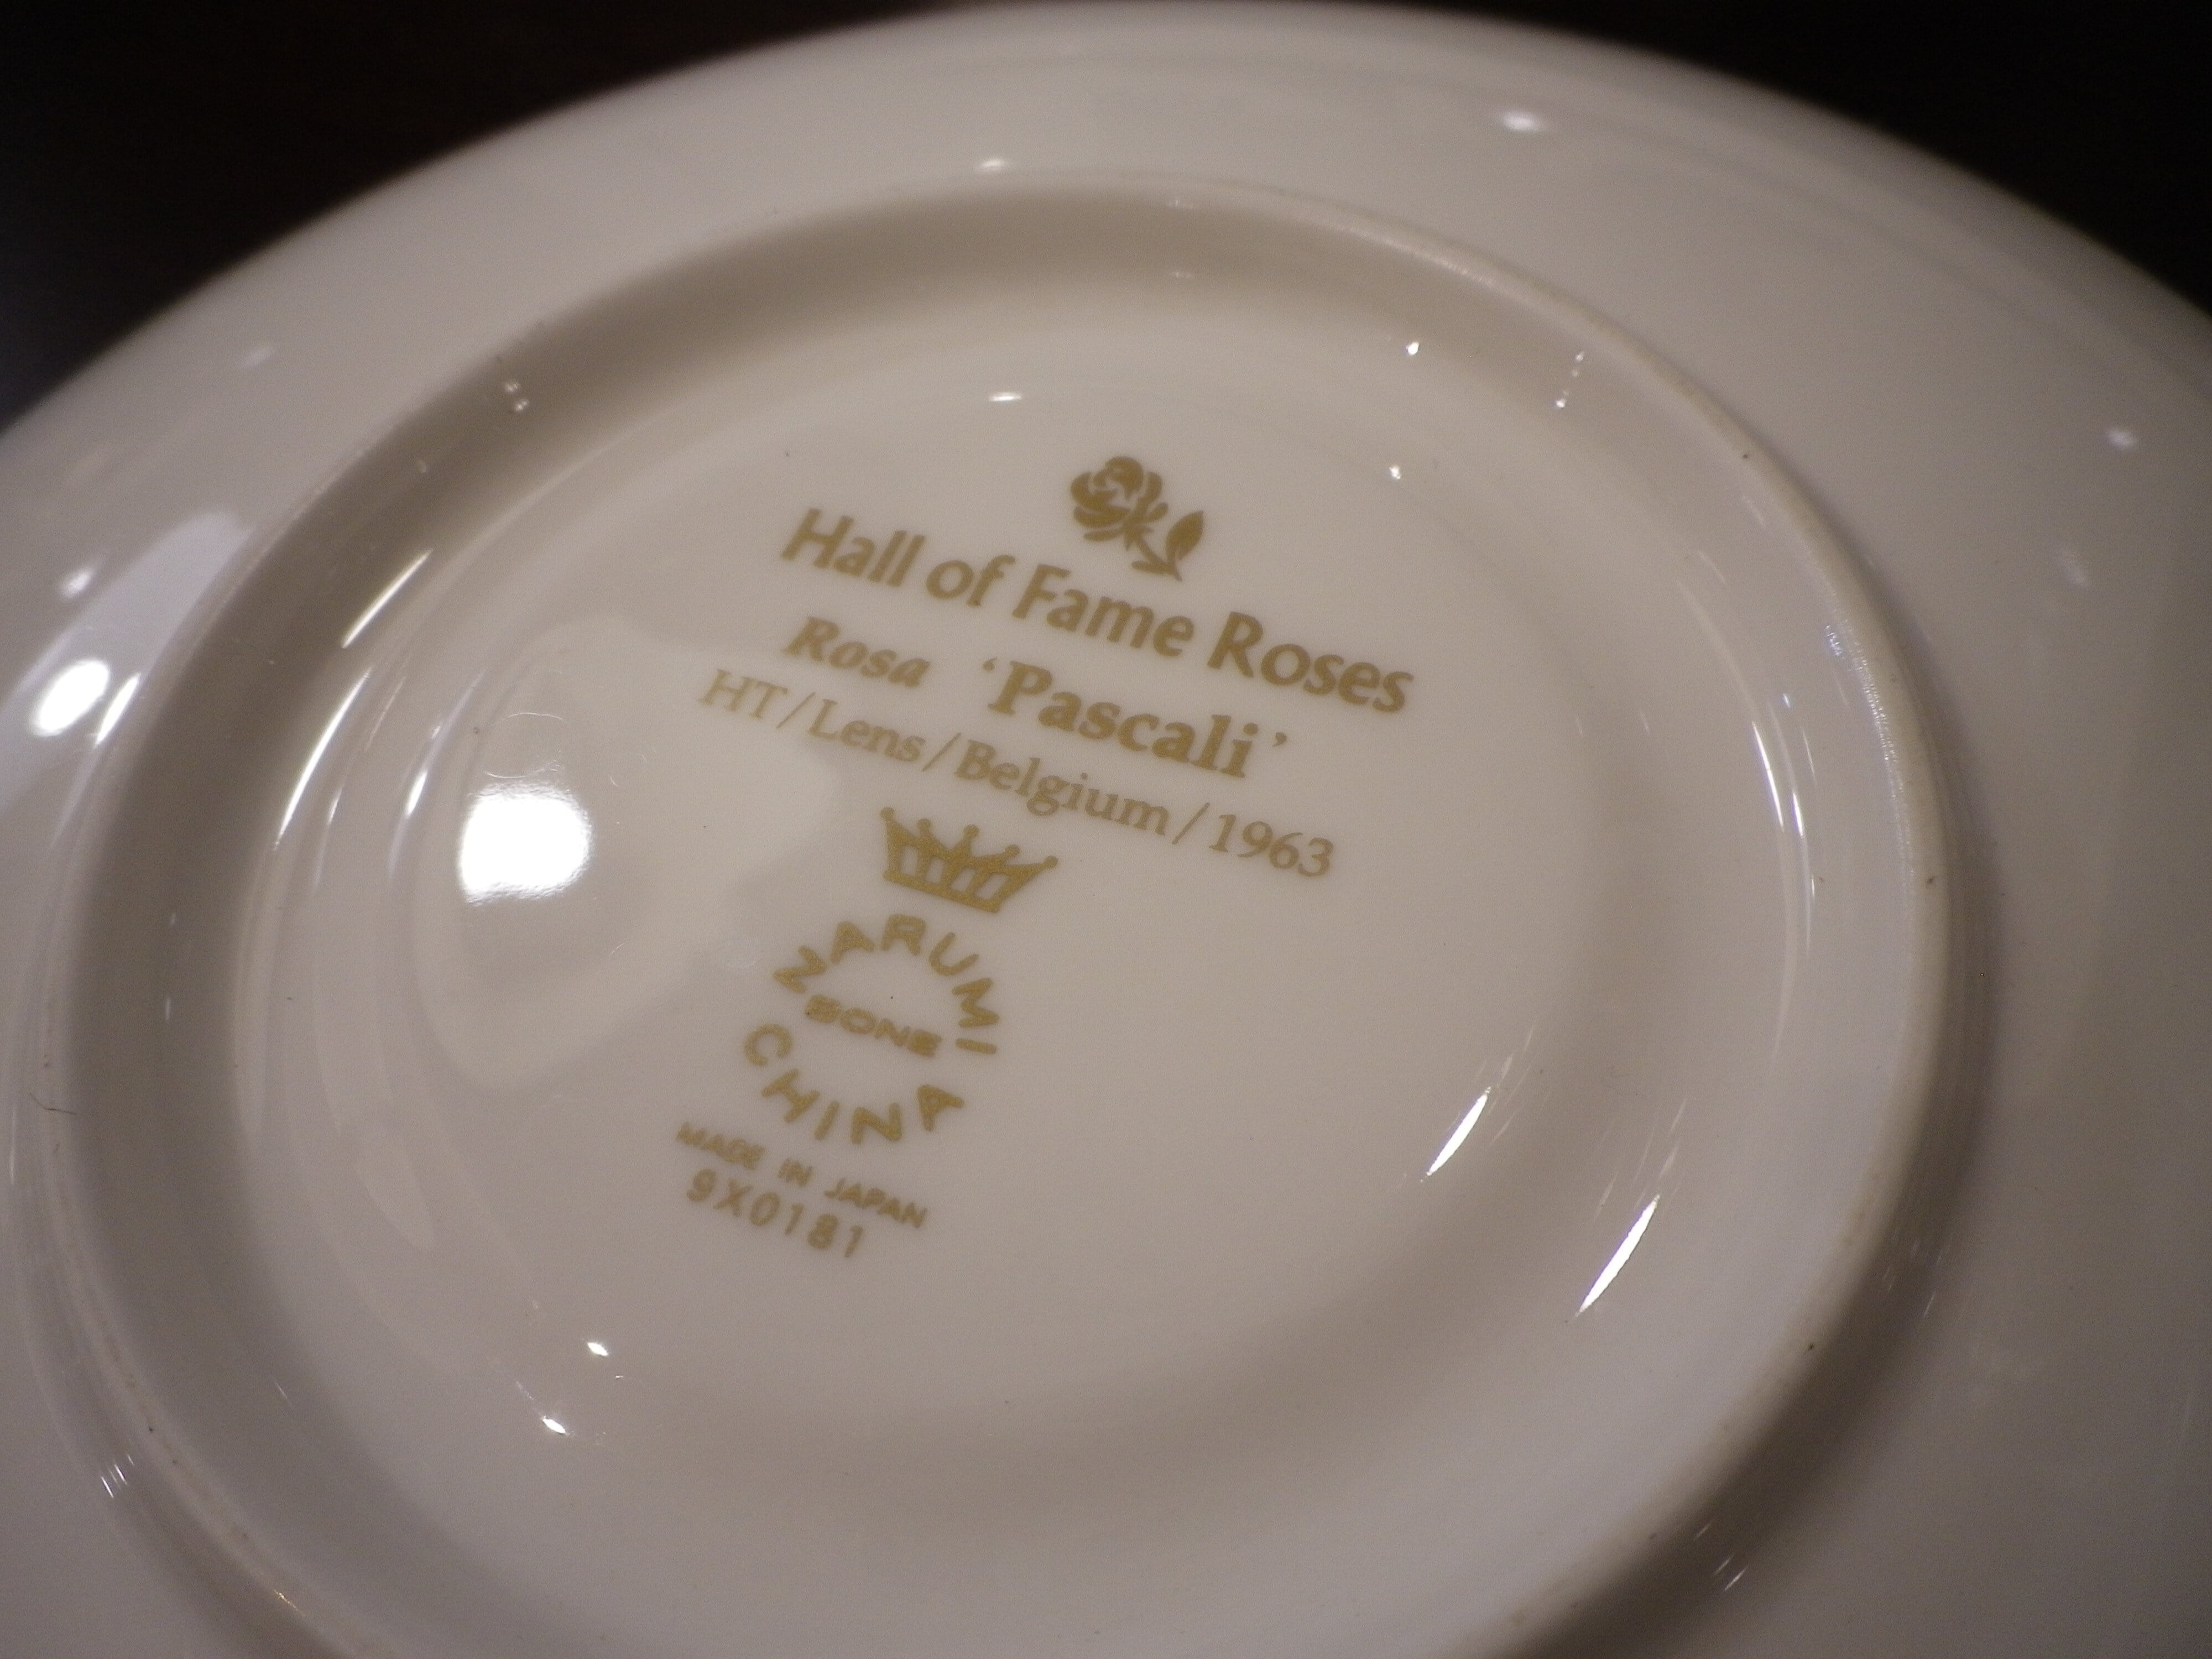 Hall of Fame Roses
Rosa ‘Pascali’
HT/Lens/Belgium/1963
NARUMI
BONE
CHINA
MADE IN JAPAN
9X0181